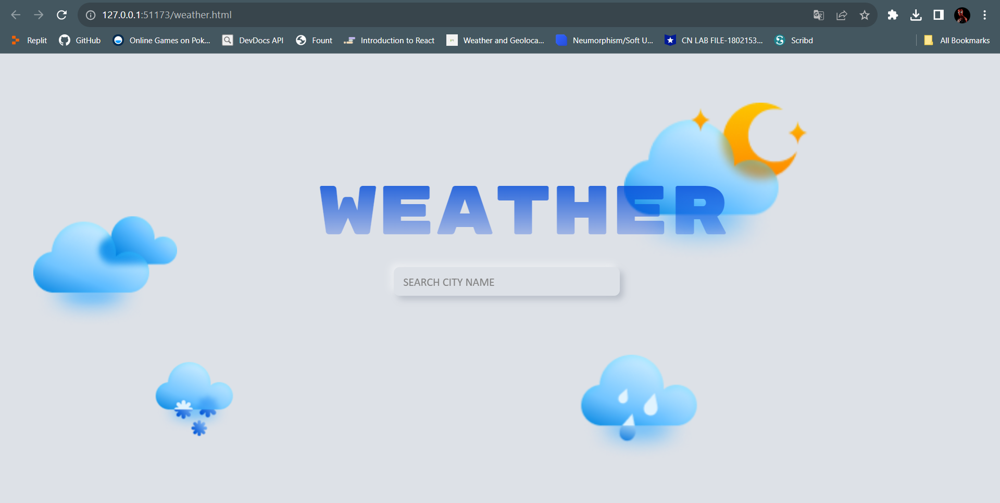 127.0.0.1:51173/weather.html
Replit GitHub Online Games on Pok... DevDocs API Fount Introduction to React Weather and Geoloca... Neumorphism/Soft U... CN LAB FILE-1802153... Scribd All Bookmarks
WEATHER
SEARCH CITY NAME